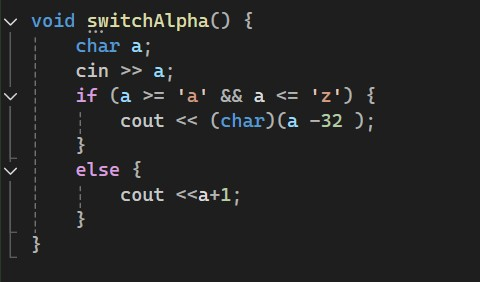 void switchAlpha() {
    char a;
    cin >> a;
    if (a >= 'a' && a <= 'z') {
        cout << (char)(a -32 );
    }
    else {
        cout <<a+1;
    }
}